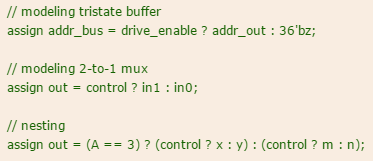 // modeling tristate buffer
assign addr_bus = drive_enable ? addr_out : 36'bz;
// modeling 2-to-1 mux
assign out = control ? in1 : in0;
// nesting
assign out = (A == 3) ? (control ? x : y) : (control ? m : n);